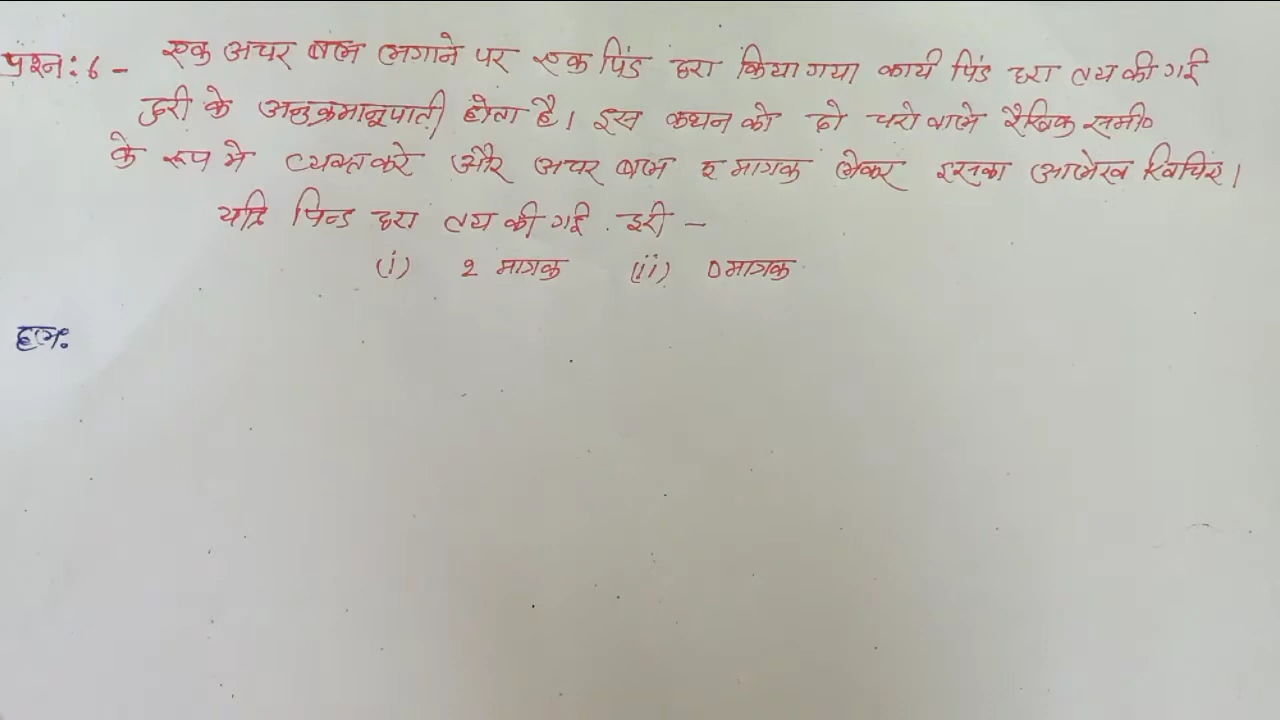 प्रश्न: 6 - एक अचर बल लगाने पर एक पिंड द्वारा किया गया कार्य पिंड द्वारा तय की गई
दुरी के अनुक्रमानुपाती होता है। इस कथन को दो चरो वाले रैखिक समी०
के रूप मे व्यक्त करे और अचर बल 5 मात्रक लेकर इसका आलेख खिचिए।
यदि पिन्ड द्वारा तय की गई दुरी -
(i) 2 मात्रक (ii) 0 मात्रक
हल: